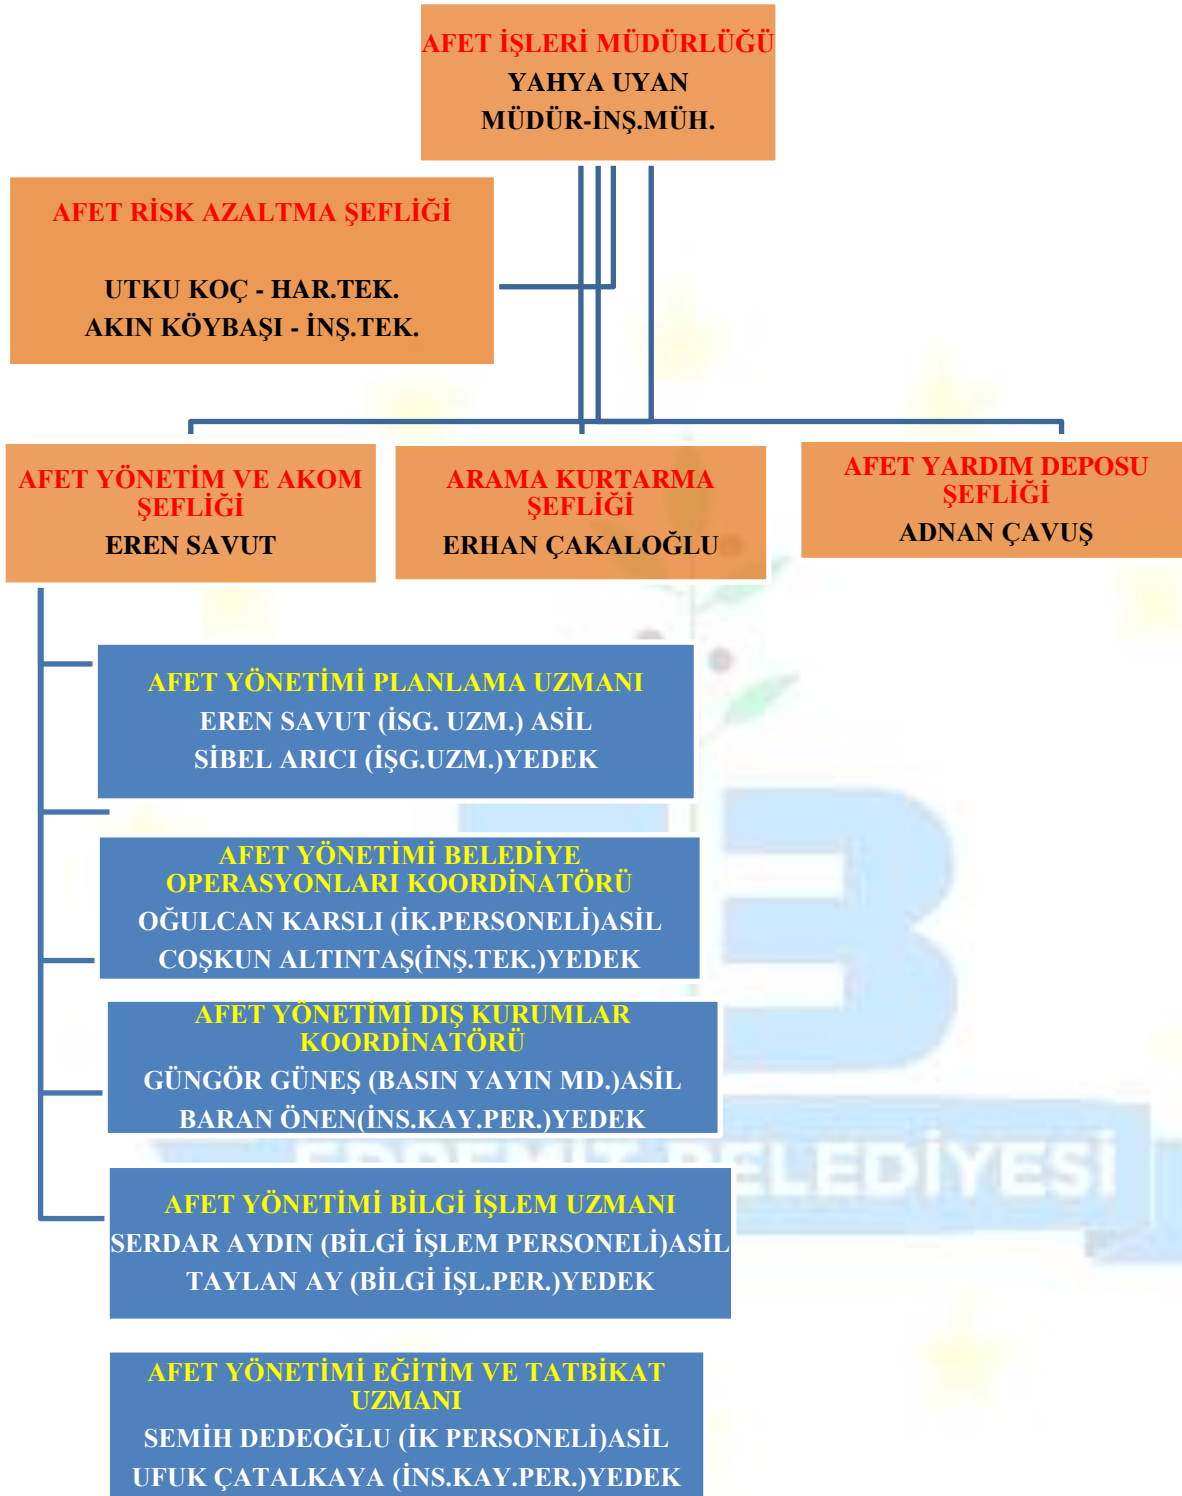 AFET İŞLERİ MÜDÜRLÜĞÜ
YAHYA UYAN
MÜDÜR-İNŞ.MÜH.
AFET RİSK AZALTMA ŞEFLİĞİ
UTKU KOÇ - HAR.TEK.
AKIN KÖYBAŞI - İNŞ.TEK.
AFET YÖNETİM VE AKOM
ŞEFLİĞİ
EREN SAVUT
ARAMA KURTARMA
ŞEFLİĞİ
ERHAN ÇAKALOĞLU
AFET YARDIM DEPOSU
ŞEFLİĞİ
ADNAN ÇAVUŞ
AFET YÖNETİMİ PLANLAMA UZMANI
EREN SAVUT (İSG. UZM.) ASİL
SİBEL ARICI (İŞG.UZM.)YEDEK
AFET YÖNETİMİ BELEDİYE
OPERASYONLARI KOORDİNATÖRÜ
OĞULCAN KARSLI (İK.PERSONELİ)ASİL
COŞKUN ALTINTAŞ(İNŞ.TEK.)YEDEK
AFET YÖNETİMİ DIŞ KURUMLAR
KOORDİNATÖRÜ
GÜNGÖR GÜNEŞ (BASIN YAYIN MD.)ASİL
BARAN ÖNEN(İNS.KAY.PER.)YEDEK
EDREMİT BELEDİYESİ
AFET YÖNETİMİ BİLGİ İŞLEM UZMANI
SERDAR AYDIN (BİLGİ İŞLEM PERSONELİ)ASİL
TAYLAN AY (BİLGİ İŞL.PER.)YEDEK
AFET YÖNETİMİ EĞİTİM VE TATBİKAT
UZMANI
SEMİH DEDEOĞLU (İK PERSONELİ)ASİL
UFUK ÇATALKAYA (İNS.KAY.PER.)YEDEK